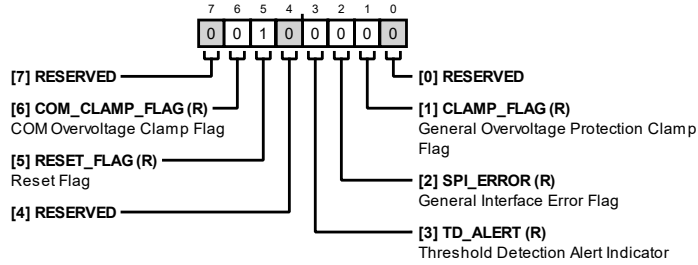 7 6 5 4 3 2 1 0
0 0 1 0 0 0 0 0
[7] RESERVED
[6] COM_CLAMP_FLAG (R)
COM Overvoltage Clamp Flag
[5] RESET_FLAG (R)
Reset Flag
[4] RESERVED
[0] RESERVED
[1] CLAMP_FLAG (R)
General Overvoltage Protection Clamp
Flag
[2] SPI_ERROR (R)
General Interface Error Flag
[3] TD_ALERT (R)
Threshold Detection Alert Indicator